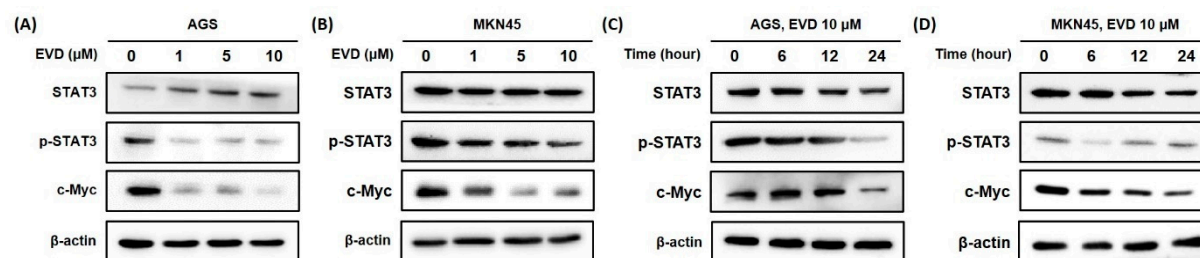 (A) AGS
EVD (μM) 0 1 5 10
STAT3
p-STAT3
c-Myc
β-actin
(B) MKN45
EVD (μM) 0 1 5 10
STAT3
p-STAT3
c-Myc
β-actin
(C) AGS, EVD 10 μM
Time (hour) 0 6 12 24
STAT3
p-STAT3
c-Myc
β-actin
(D) MKN45, EVD 10 μM
Time (hour) 0 6 12 24
STAT3
p-STAT3
c-Myc
β-actin